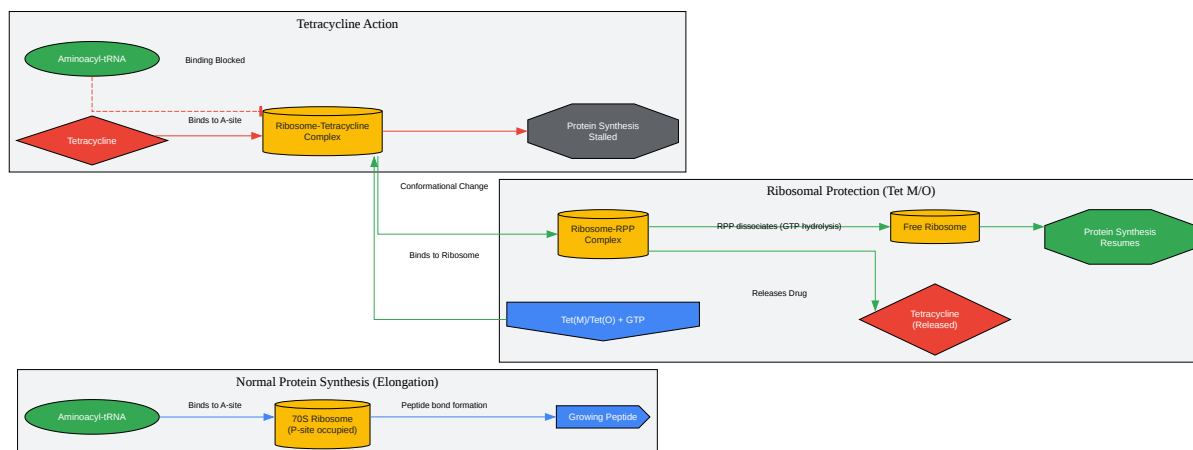 Tetracycline Action
Aminoacyl-tRNA
Binding Blocked
Binds to A-site
Tetracycline
Ribosome-Tetracycline
Complex
Protein Synthesis
Stalled
Conformational Change
Ribosomal Protection (Tet M/O)
Ribosome-RPP
Complex
RPP dissociates (GTP hydrolysis)
Free Ribosome
Protein Synthesis
Resumes
Binds to Ribosome
Releases Drug
Tet(M)/Tet(O) + GTP
Tetracycline
(Released)
Normal Protein Synthesis (Elongation)
Aminoacyl-tRNA
Binds to A-site
70S Ribosome
(P-site occupied)
Peptide bond formation
Growing Peptide